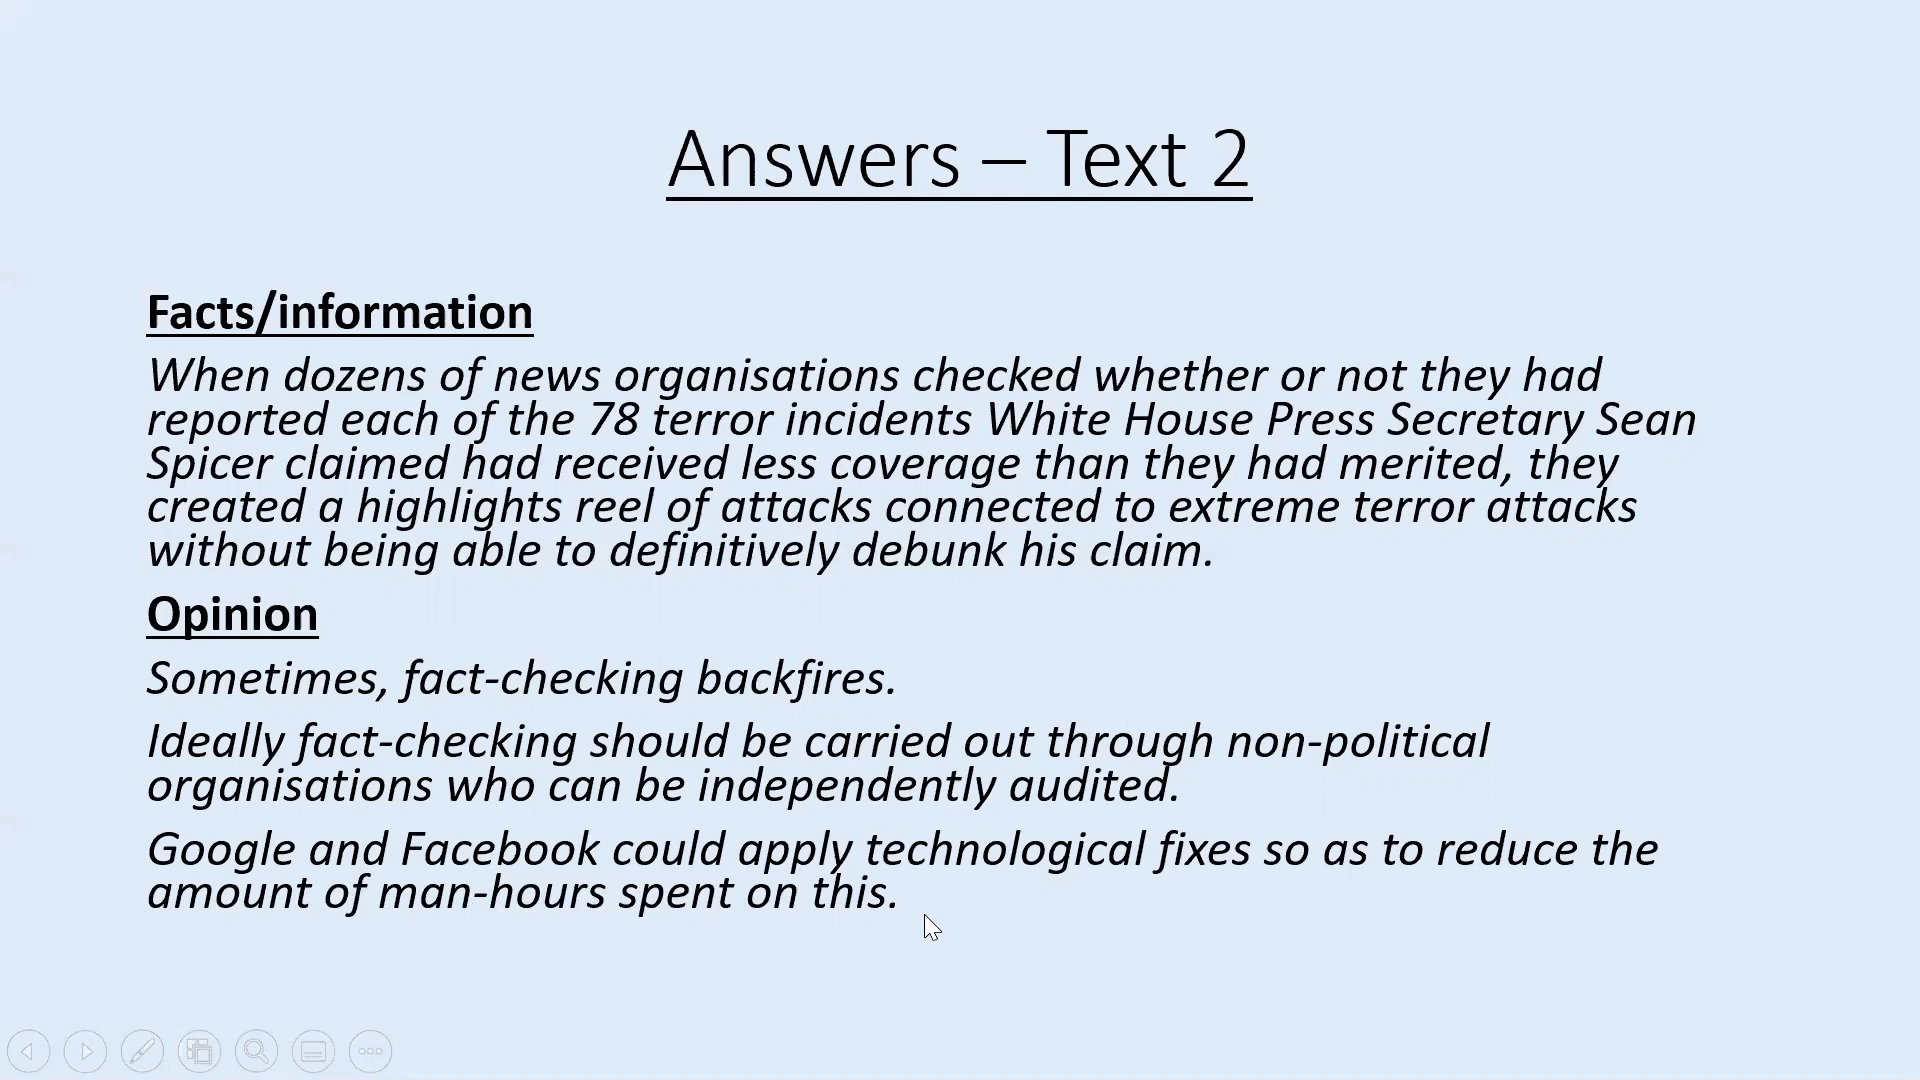 Answers – Text 2
Facts/information
When dozens of news organisations checked whether or not they had
reported each of the 78 terror incidents White House Press Secretary Sean
Spicer claimed had received less coverage than they had merited, they
created a highlights reel of attacks connected to extreme terror attacks
without being able to definitively debunk his claim.
Opinion
Sometimes, fact-checking backfires.
Ideally fact-checking should be carried out through non-political
organisations who can be independently audited.
Google and Facebook could apply technological fixes so as to reduce the
amount of man-hours spent on this.